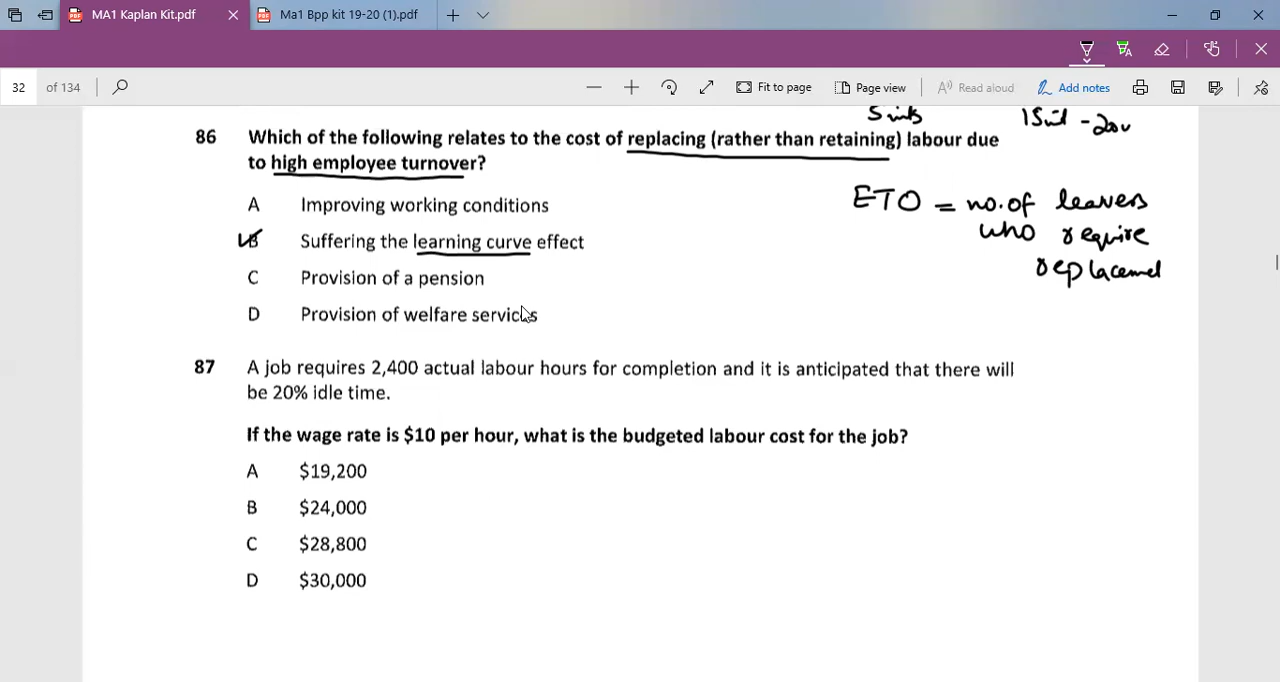 MA1 Kaplan Kit.pdf
Ma1 Bpp kit 19-20 (1).pdf
32 of 134
Fit to page
Page view
Read aloud
Add notes
86 Which of the following relates to the cost of replacing (rather than retaining) labour due
to high employee turnover?
A Improving working conditions
B Suffering the learning curve effect
C Provision of a pension
D Provision of welfare services
ETO = no. of leavers
who require
replacemel
87 A job requires 2,400 actual labour hours for completion and it is anticipated that there will
be 20% idle time.
If the wage rate is $10 per hour, what is the budgeted labour cost for the job?
A $19,200
B $24,000
C $28,800
D $30,000